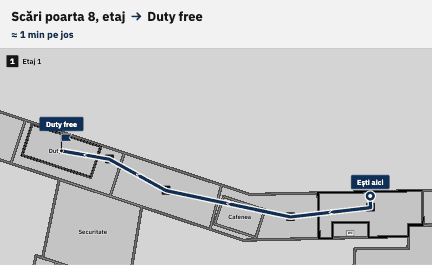 Scări poarta 8, etaj → Duty free
≈ 1 min pe jos
1 Etaj 1
Duty free
Dut
Ești aici
Cafenea
Securitate